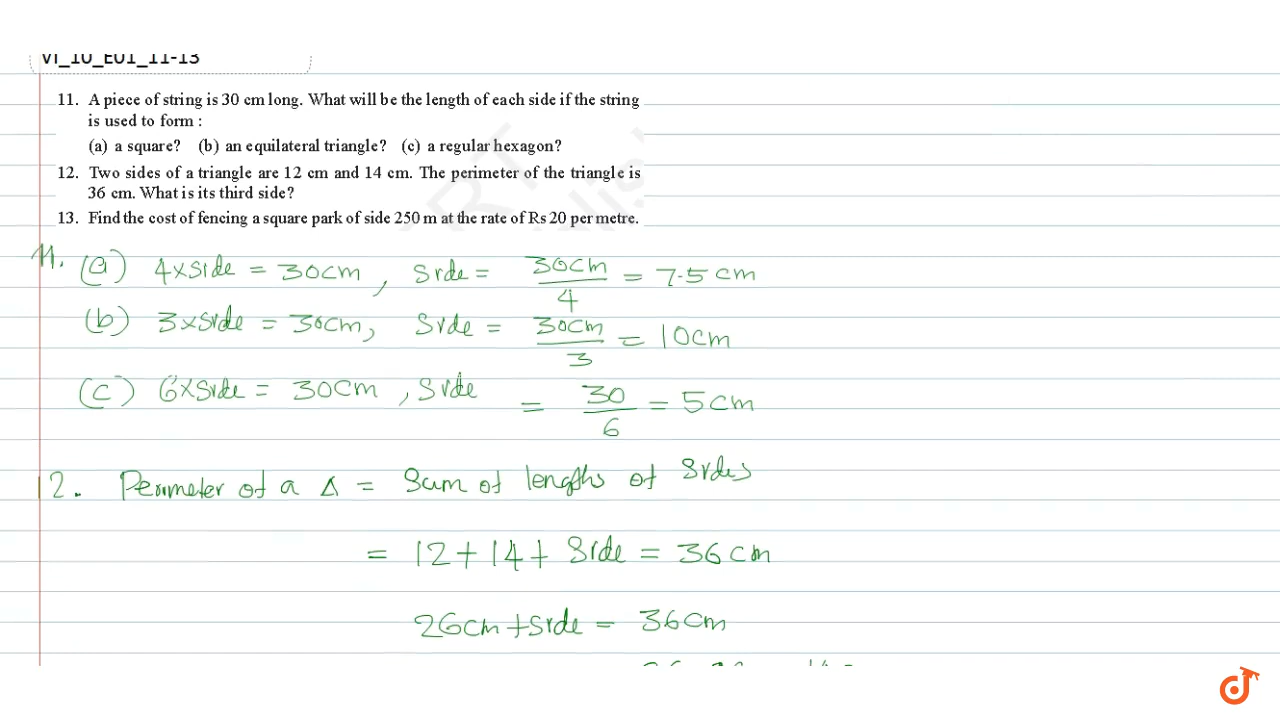 VI_10_E01_11-13
11. A piece of string is 30 cm long. What will be the length of each side if the string
is used to form :
(a) a square? (b) an equilateral triangle? (c) a regular hexagon?
12. Two sides of a triangle are 12 cm and 14 cm. The perimeter of the triangle is
36 cm. What is its third side?
13. Find the cost of fencing a square park of side 250 m at the rate of Rs 20 per metre.
11. (a) 4×side = 30cm, side = 30cm/4 = 7.5 cm
(b) 3×side = 30cm, side = 30cm/3 = 10cm
(c) 6×side = 30cm, side = 30/6 = 5cm
12. Perimeter of a Δ = Sum of lengths of sides
= 12 + 14 + side = 36 cm
26cm + side = 36cm